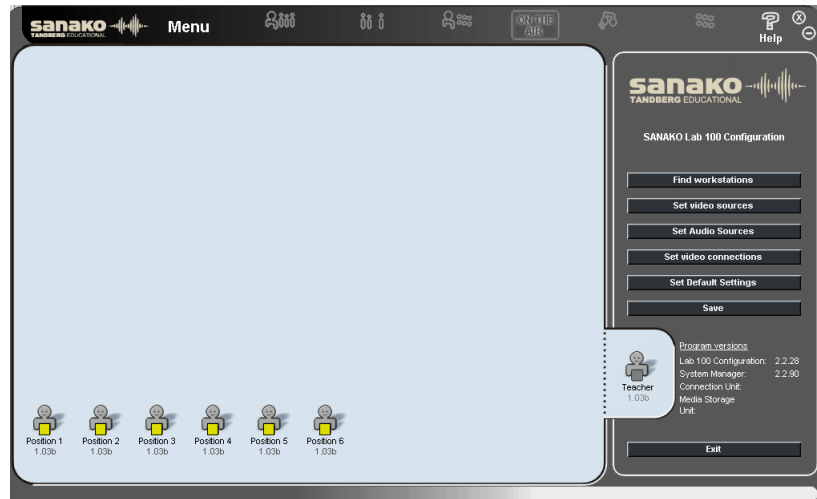 sanako
TANDBERG EDUCATIONAL
Menu
ON THE
AIR
Help
sanako
TANDBERG EDUCATIONAL
SANAKO Lab 100 Configuration
Find workstations
Set video sources
Set Audio Sources
Set video connections
Set Default Settings
Save
Program versions
Lab 100 Configuration: 2.2.28
System Manager: 2.2.90
Connection Unit:
Media Storage
Unit:
Teacher
1.03b
Exit
Position 1 Position 2 Position 3 Position 4 Position 5 Position 6
1.03b 1.03b 1.03b 1.03b 1.03b 1.03b